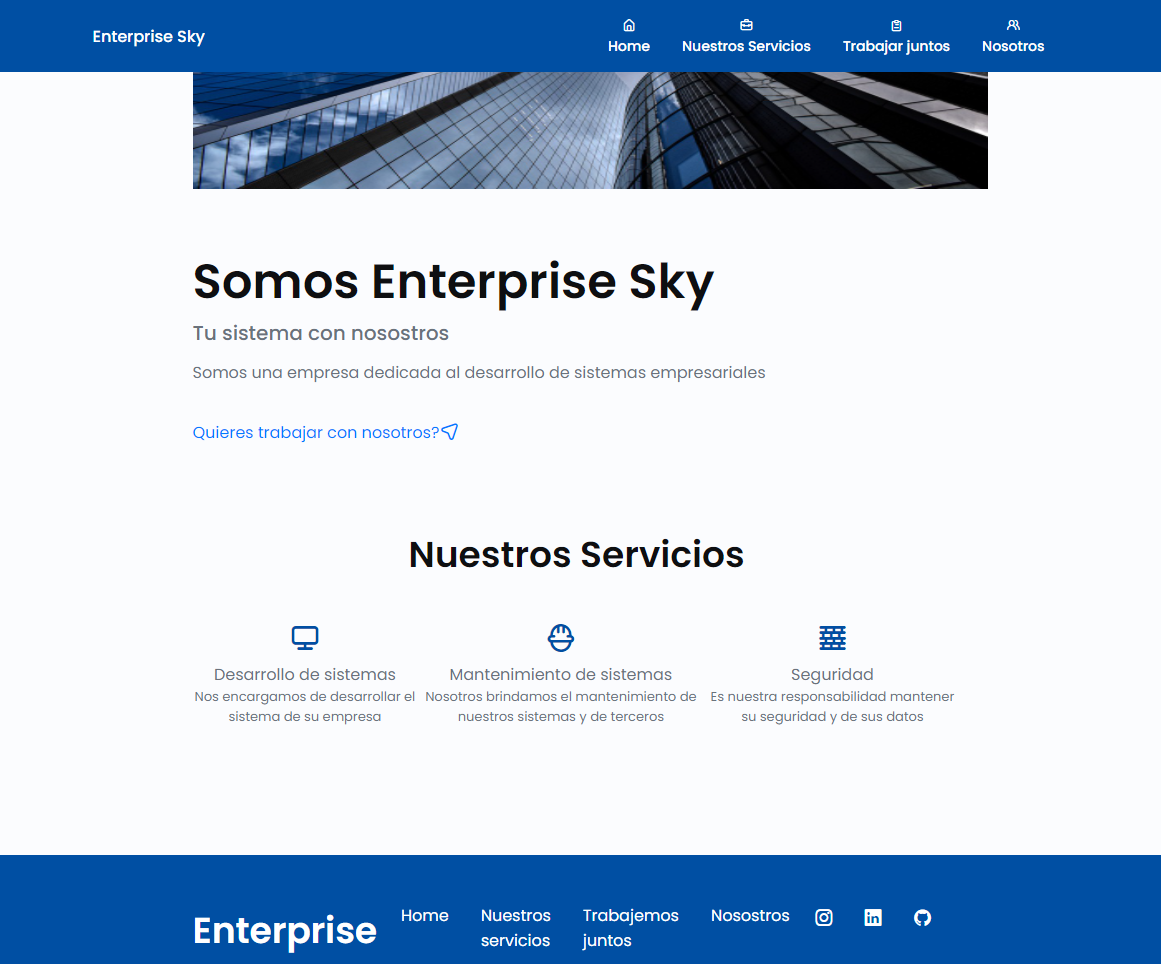 Enterprise Sky
Home
Nuestros Servicios
Trabajar juntos
Nosotros
Somos Enterprise Sky
Tu sistema con nosostros
Somos una empresa dedicada al desarrollo de sistemas empresariales
Quieres trabajar con nosotros?
Nuestros Servicios
Desarrollo de sistemas
Nos encargamos de desarrollar el
sistema de su empresa
Mantenimiento de sistemas
Nosotros brindamos el mantenimiento de
nuestros sistemas y de terceros
Seguridad
Es nuestra responsabilidad mantener
su seguridad y de sus datos
Enterprise
Home
Nuestros
servicios
Trabajemos
juntos
Nosostros